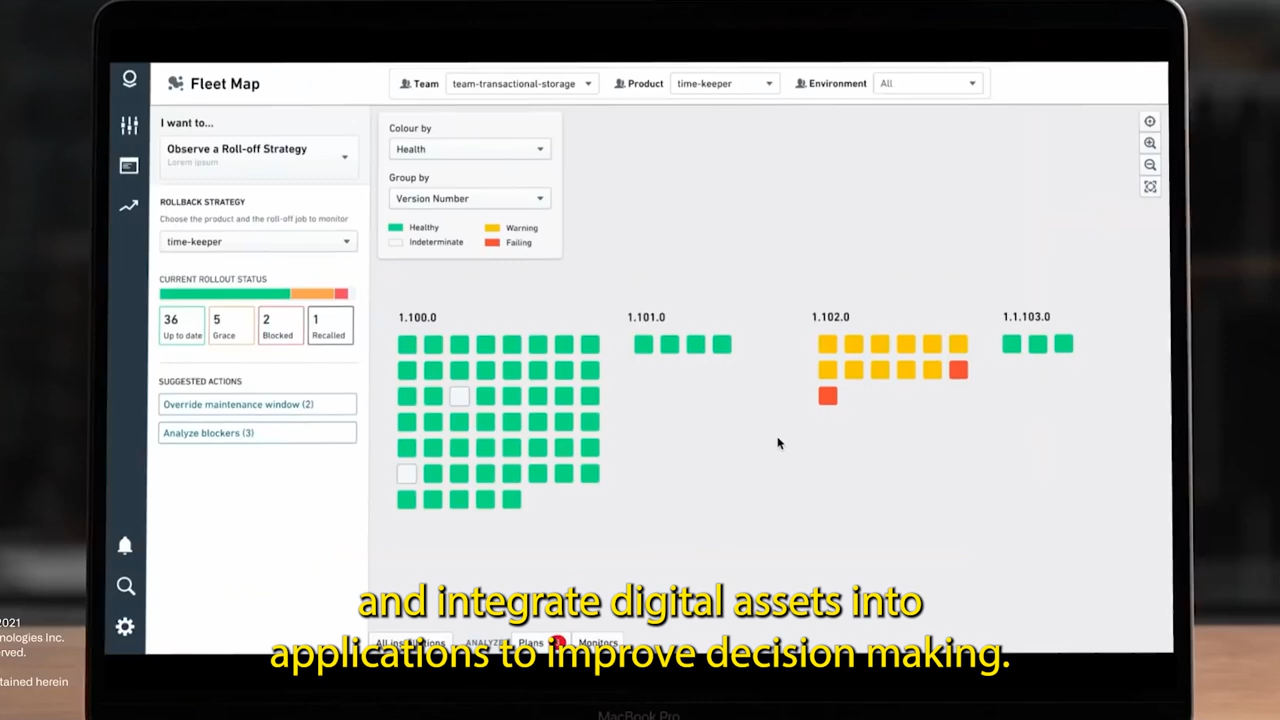 Fleet Map
Team
team-transactional-storage
Product
time-keeper
Environment
All
I want to...
Observe a Roll-off Strategy
Lorem ipsum
ROLLBACK STRATEGY
Choose the product and the roll-off job to monitor
time-keeper
CURRENT ROLLOUT STATUS
36
Up to date
5
Grace
2
Blocked
1
Recalled
SUGGESTED ACTIONS
Override maintenance window (2)
Analyze blockers (3)
Colour by
Health
Group by
Version Number
Healthy
Warning
Indeterminate
Failing
1.100.0
1.101.0
1.102.0
1.1.103.0
ANALYZE
Plans
Monitors
and integrate digital assets into
applications to improve decision making.
2021
nologies Inc.
rved.
tained herein
MacBook Pro